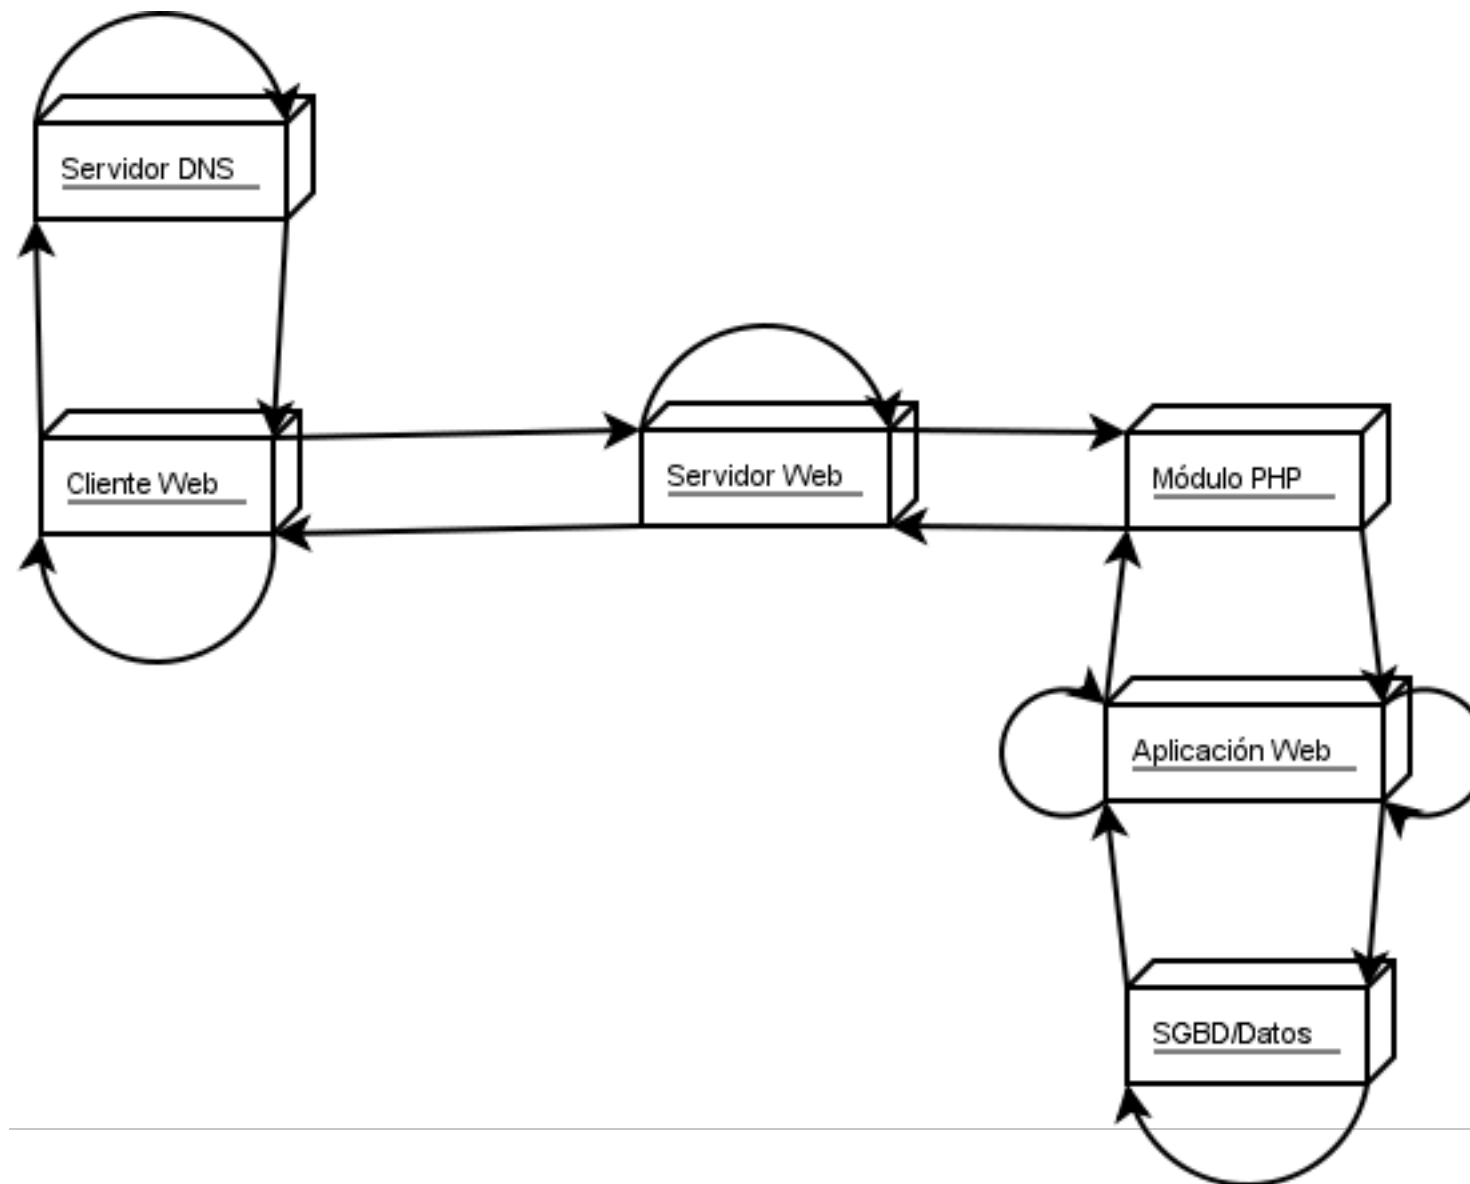 Servidor DNS
Cliente Web
Servidor Web
Módulo PHP
Aplicación Web
SGBD/Datos